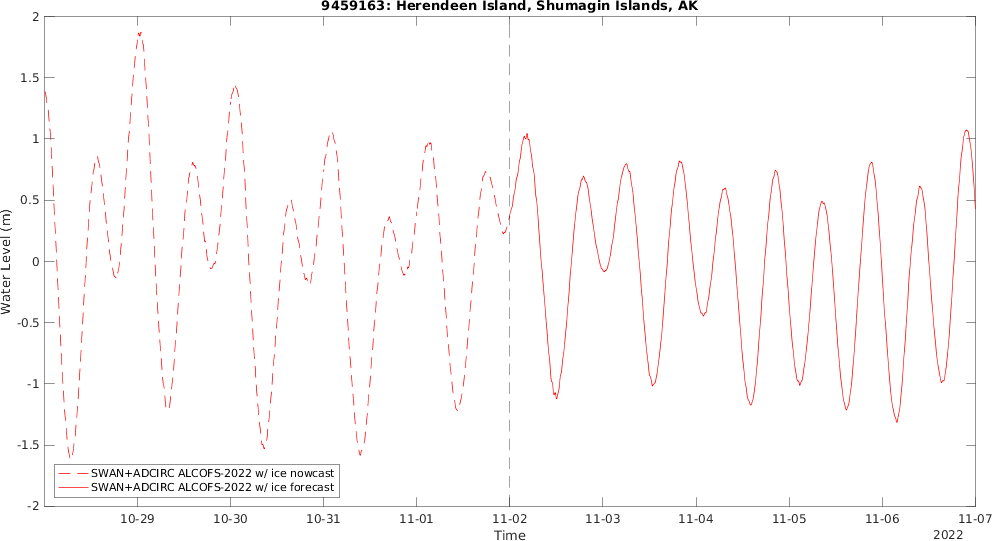 9459163: Herendeen Island, Shumagin Islands, AK
2
1.5
1
0.5
0
-0.5
-1
-1.5
-2
Water Level (m)
SWAN+ADCIRC ALCOFS-2022 w/ ice nowcast
SWAN+ADCIRC ALCOFS-2022 w/ ice forecast
10-29 10-30 10-31 11-01 11-02 11-03 11-04 11-05 11-06 11-07
Time
2022